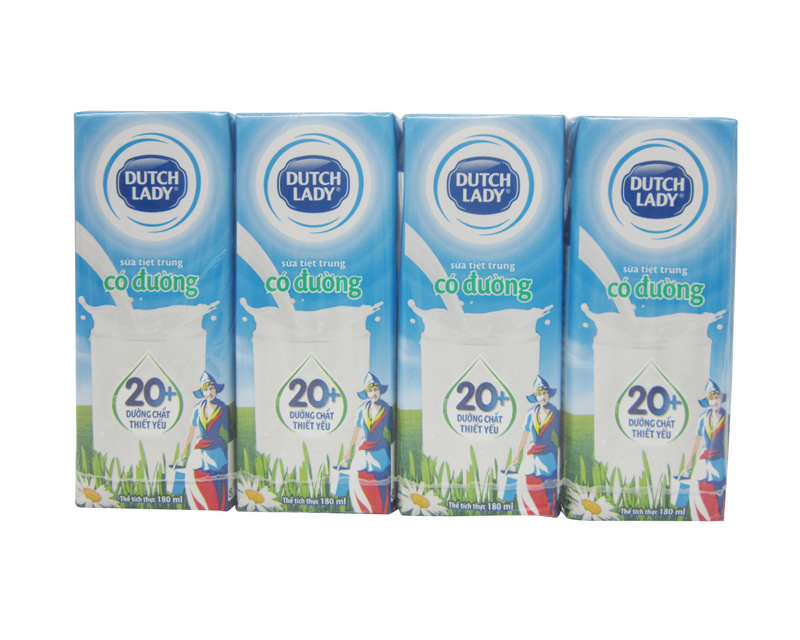 DUTCH
LADY®
sữa tiệt trùng
có đường
20+
DƯỠNG CHẤT
THIẾT YẾU
Thể tích thực 180 ml
DUTCH
LADY®
sữa tiệt trùng
có đường
20+
DƯỠNG CHẤT
THIẾT YẾU
Thể tích thực 180 ml
DUTCH
LADY®
sữa tiệt trùng
có đường
20+
DƯỠNG CHẤT
THIẾT YẾU
Thể tích thực 180 ml
DUTCH
LADY®
sữa tiệt trùng
có đường
20+
DƯỠNG CHẤT
THIẾT YẾU
Thể tích thực 180 ml